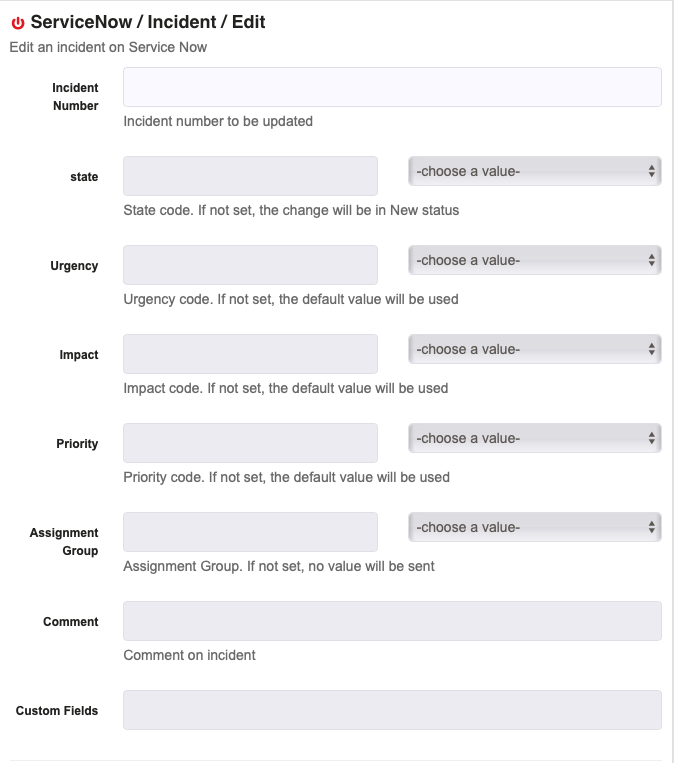 ServiceNow / Incident / Edit
Edit an incident on Service Now
Incident
Number
Incident number to be updated
state
-choose a value-
State code. If not set, the change will be in New status
Urgency
-choose a value-
Urgency code. If not set, the default value will be used
Impact
-choose a value-
Impact code. If not set, the default value will be used
Priority
-choose a value-
Priority code. If not set, the default value will be used
Assignment
Group
-choose a value-
Assignment Group. If not set, no value will be sent
Comment
Comment on incident
Custom Fields